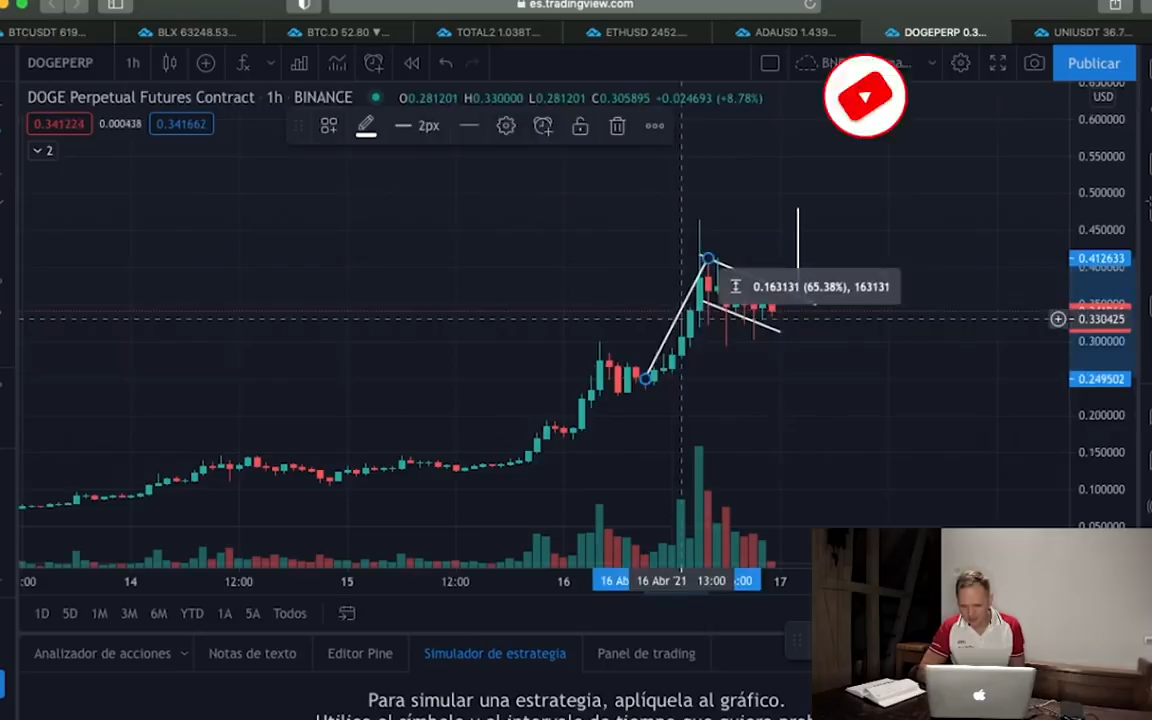 es.tradingview.com
BTCUSDT 619...
BLX 63248.53...
BTC.D 52.80 ▼...
TOTAL2 1.038T...
ETHUSD 2452...
ADAUSD 1.439...
DOGEPERP 0.3...
UNIUSDT 36.7...
DOGEPERP 1h
Publicar
DOGE Perpetual Futures Contract · 1h · BINANCE O0.281201 H0.330000 L0.281201 C0.305895 +0.024693 (+8.78%)
USD
0.341224 0.000438 0.341662
2px
2
0.600000
0.550000
0.500000
0.450000
0.412633
0.400000
0.163131 (65.38%), 163131
0.330425
0.300000
0.249502
0.200000
0.150000
0.100000
0.050000
:00 14 12:00 15 12:00 16 16 Ab 16 Abr '21 13:00 :00 17
1D 5D 1M 3M 6M YTD 1A 5A Todos
Analizador de acciones Notas de texto Editor Pine Simulador de estrategia Panel de trading
Para simular una estrategia, aplíquela al gráfico.